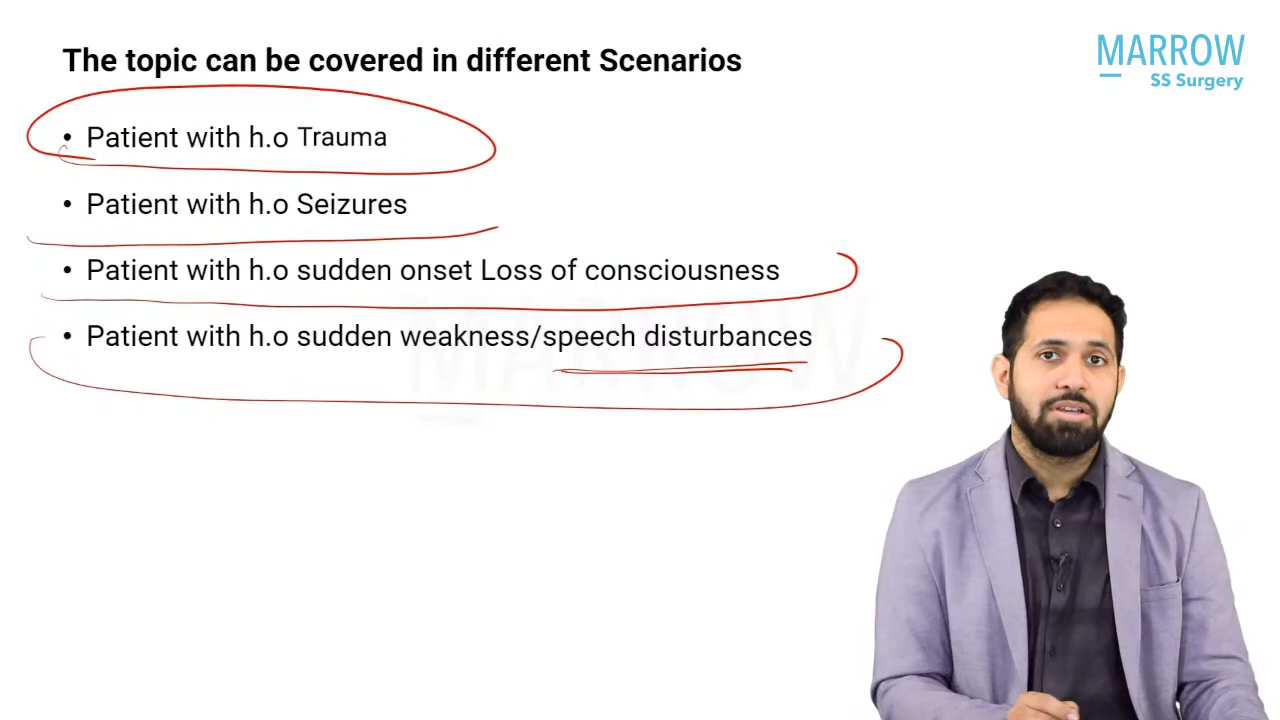 The topic can be covered in different Scenarios
MARROW
SS Surgery
• Patient with h.o Trauma
• Patient with h.o Seizures
• Patient with h.o sudden onset Loss of consciousness
• Patient with h.o sudden weakness/speech disturbances
MARROW